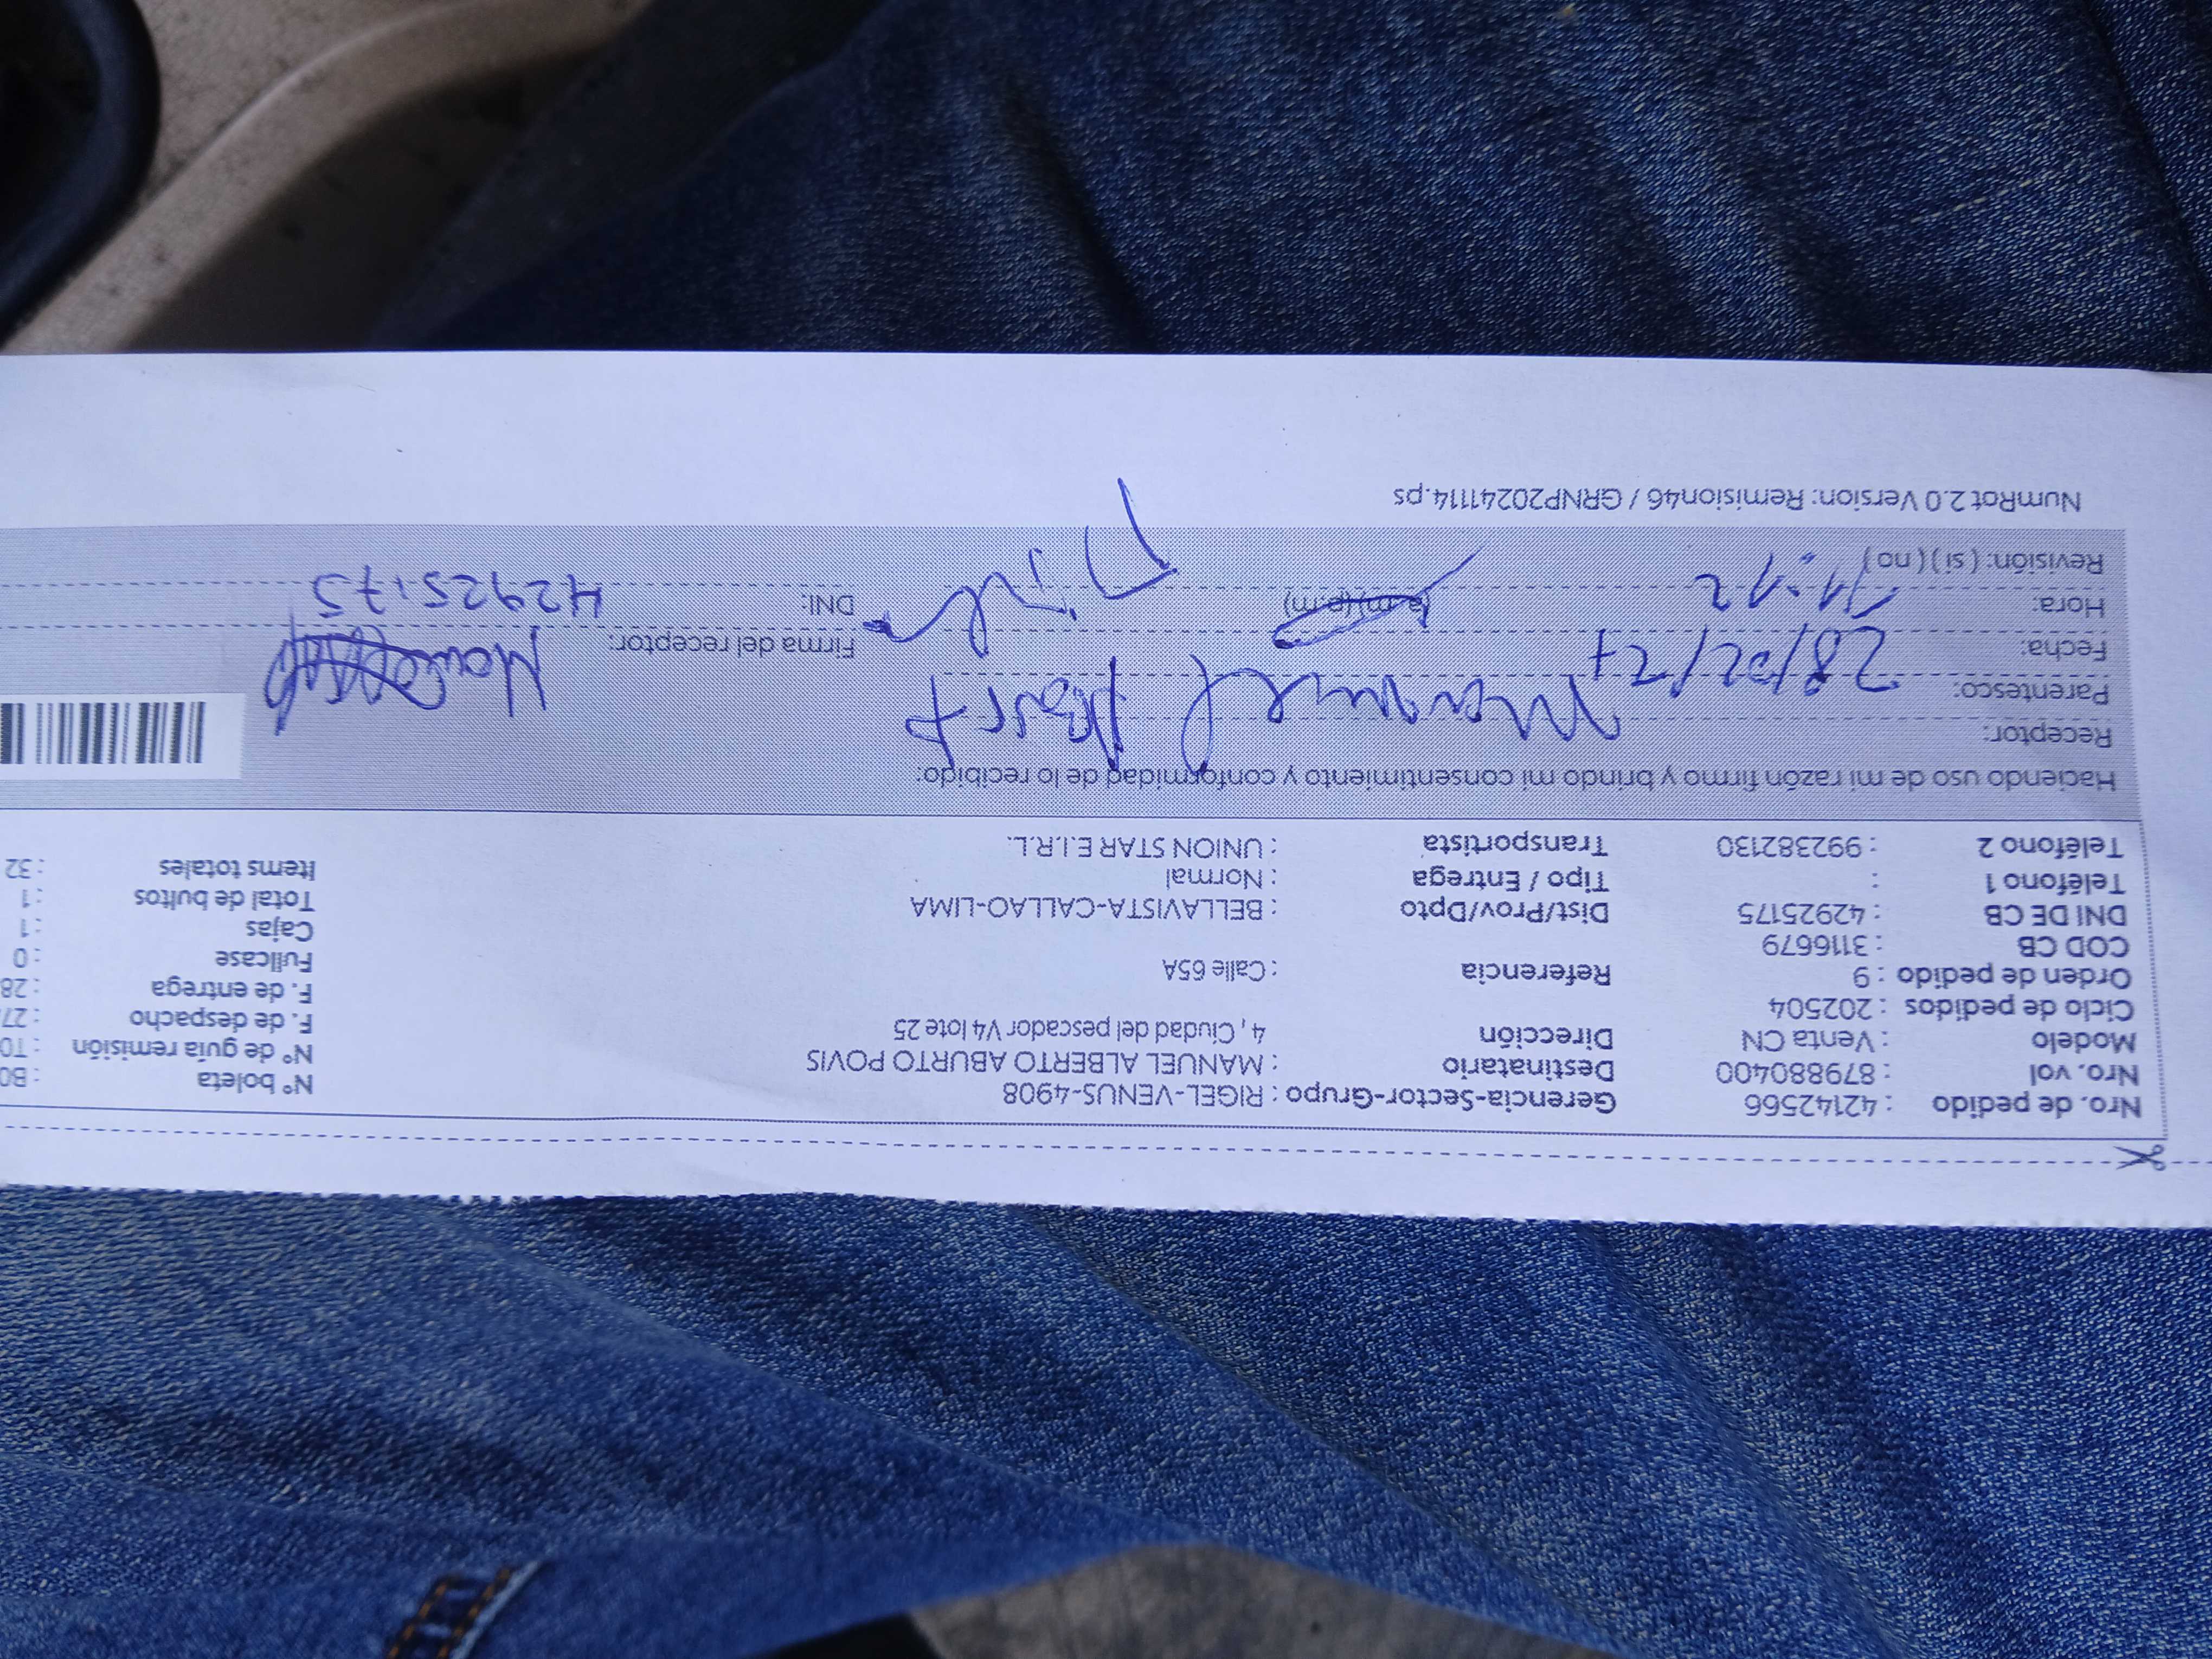 Nro. de pedido : 42142566 Gerencia-Sector-Grupo : RIGEL-VENUS-4908 N° boleta : B0
Nro. vol : 879880400 Destinatario : MANUEL ALBERTO ABURTO POVIS N° de guía remisión : T0
Modelo : Venta CN Dirección 4, Ciudad del pescador V4 lote 25 F. de despacho : 27
Ciclo de pedidos : 202504 F. de entrega : 28
Orden de pedido : 9 Referencia : Calle 65A Fullcase : 0
COD CB : 3116679 Cajas : 1
DNI DE CB : 42925175 Dist/Prov/Dpto : BELLAVISTA-CALLAO-LIMA Total de bultos : 1
Teléfono 1 : Tipo / Entrega : Normal Items totales : 32
Teléfono 2 : 992382130 Transportista : UNION STAR E.I.R.L.
Haciendo uso de mi razón firmo y brindo mi consentimiento y conformidad de lo recibido:
Receptor: Manuel
Parentesco:
Fecha: 28/02/ Firma del receptor:
Hora: 11:12 (a.m)(p.m) DNI: 42925175
Revisión: (si)(no)
NumRot 2.0 Version: Remision46 / GRNP20241114.ps